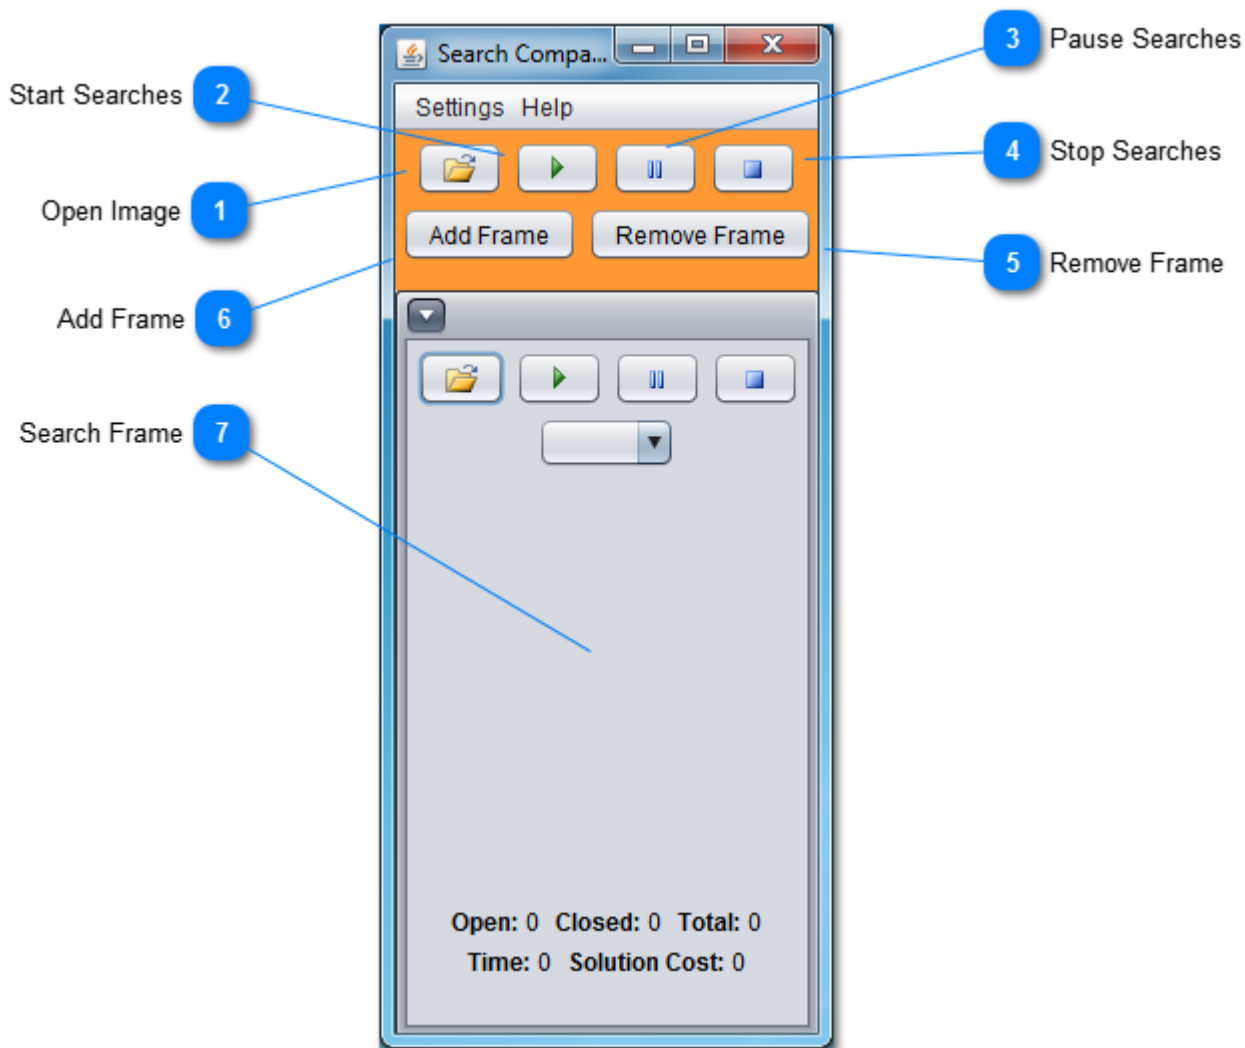 Search Compa...
3 Pause Searches
Start Searches 2
Settings Help
4 Stop Searches
Open Image 1
Add Frame Remove Frame
5 Remove Frame
Add Frame 6
Search Frame 7
Open: 0 Closed: 0 Total: 0
Time: 0 Solution Cost: 0